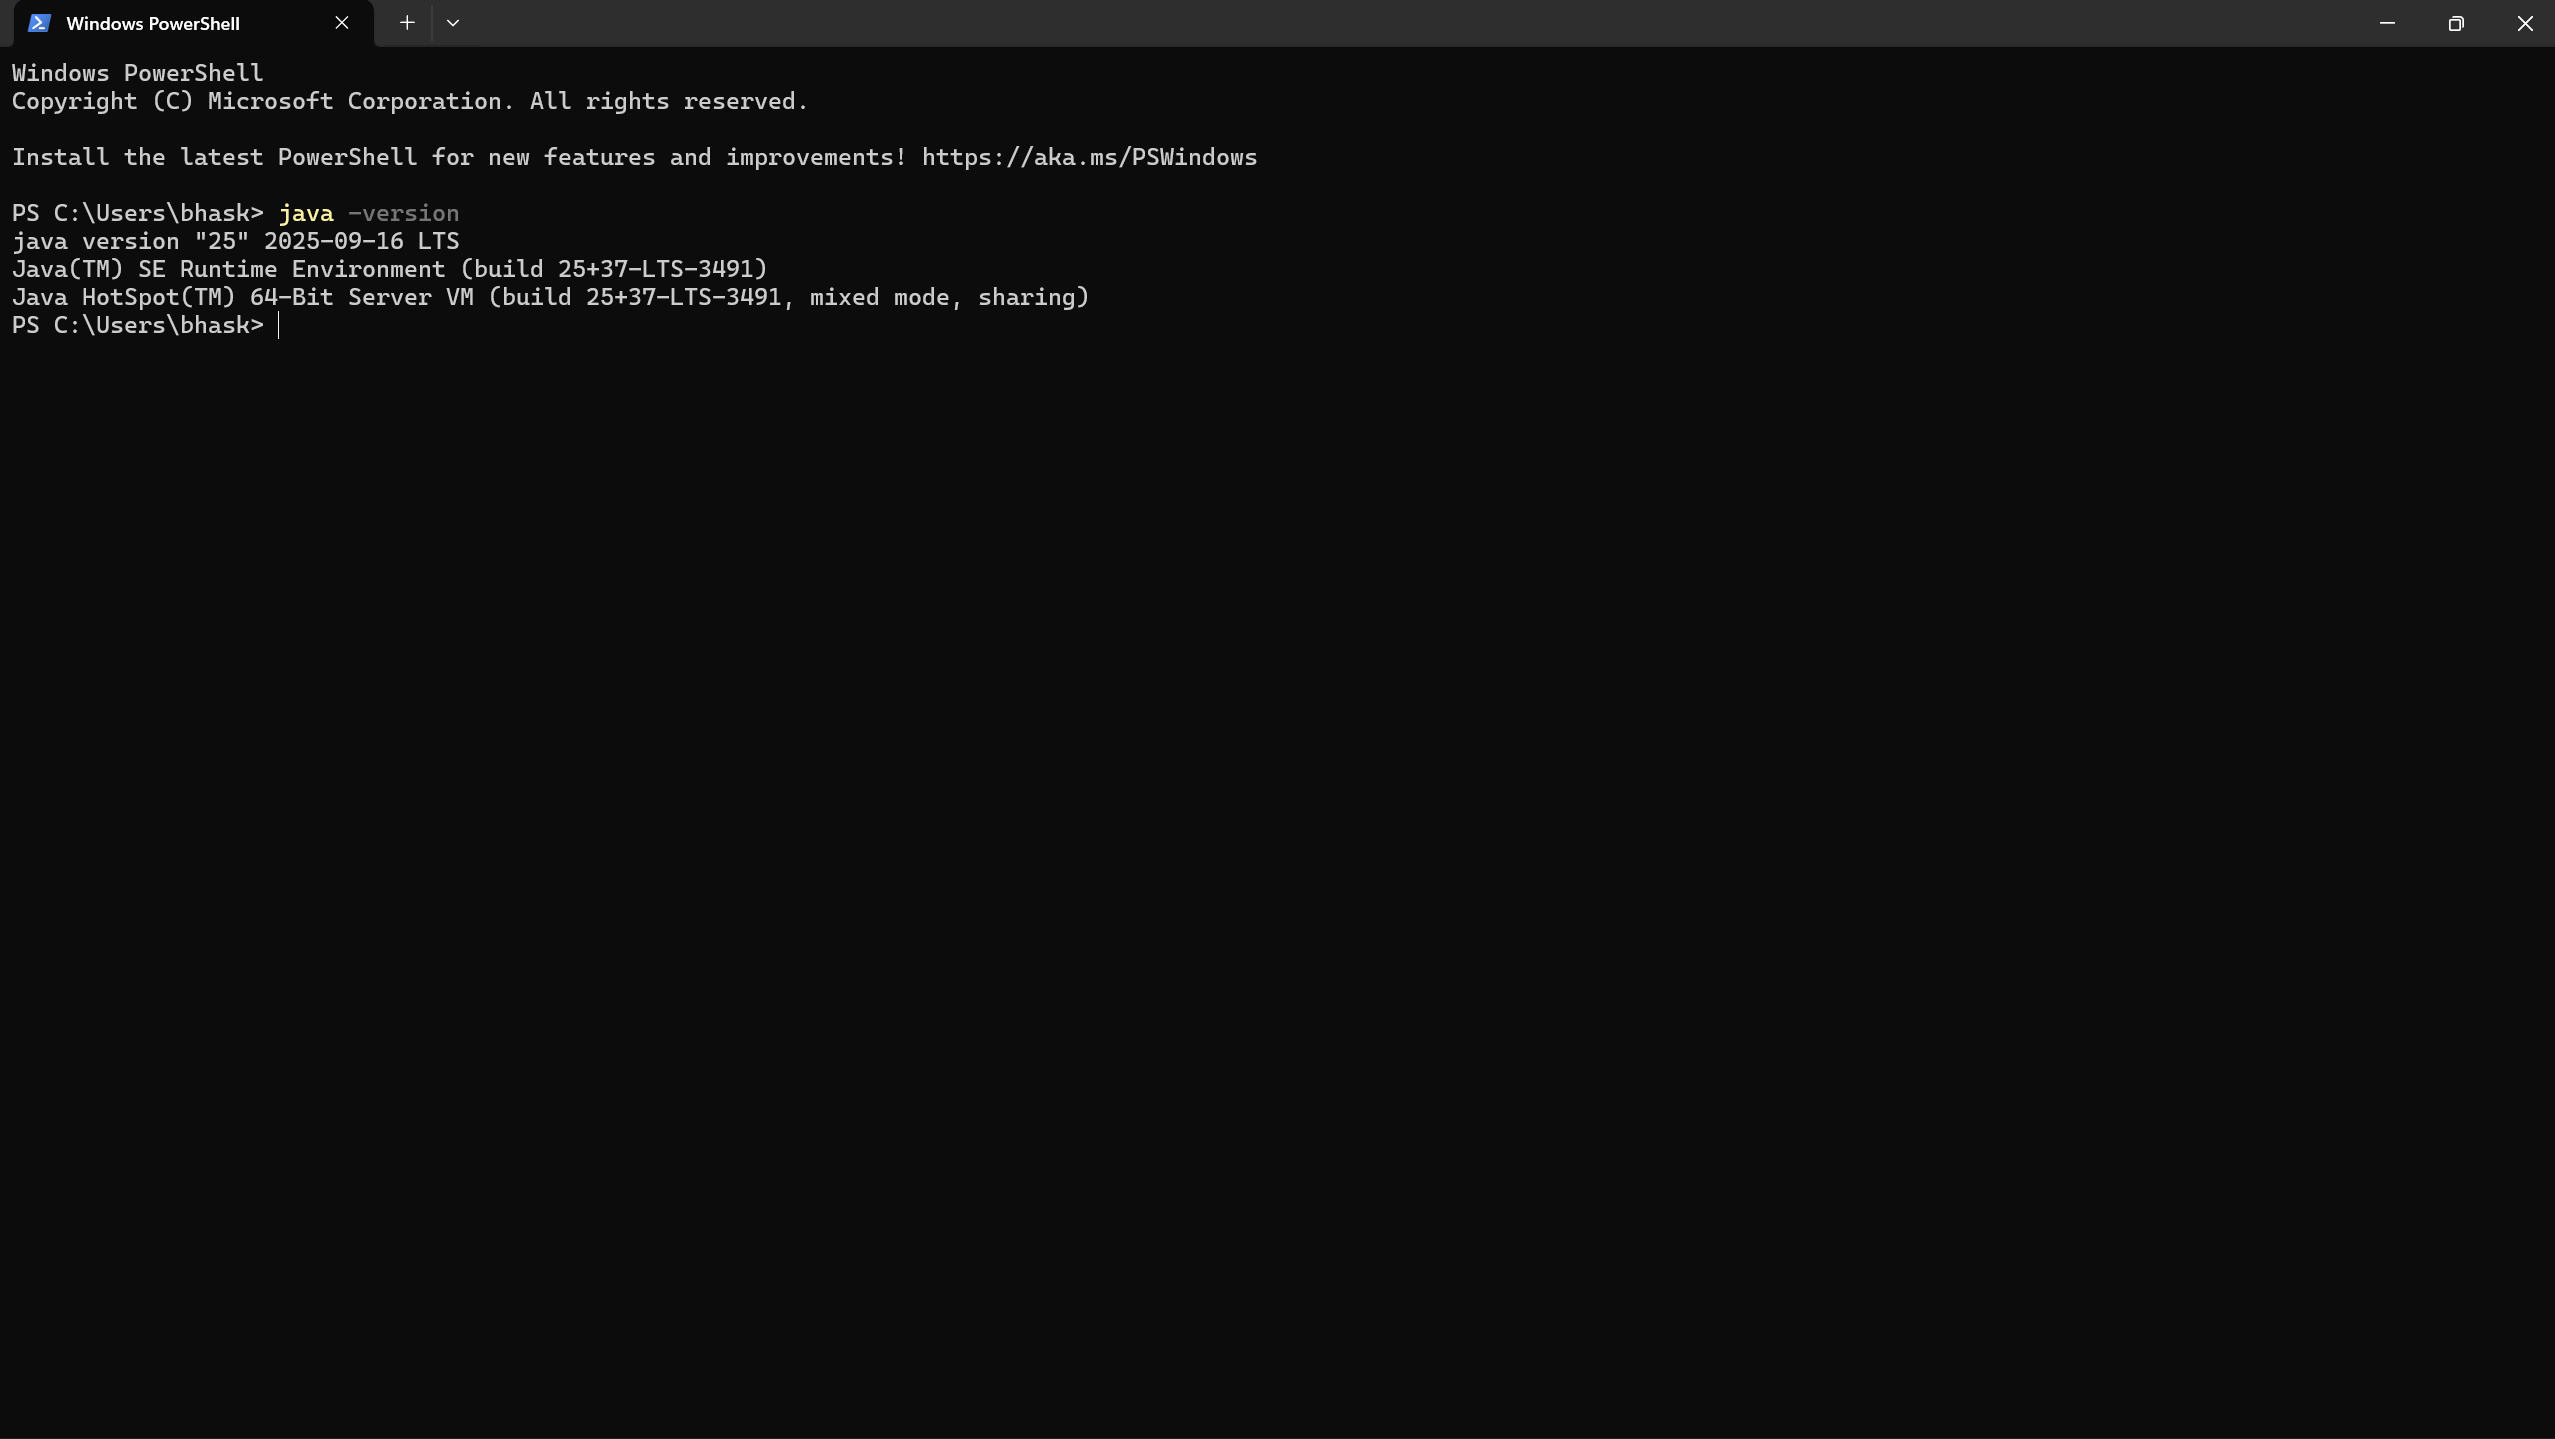 Windows PowerShell
Windows PowerShell
Copyright (C) Microsoft Corporation. All rights reserved.
Install the latest PowerShell for new features and improvements! https://aka.ms/PSWindows
PS C:\Users\bhask> java -version
java version "25" 2025-09-16 LTS
Java(TM) SE Runtime Environment (build 25+37-LTS-3491)
Java HotSpot(TM) 64-Bit Server VM (build 25+37-LTS-3491, mixed mode, sharing)
PS C:\Users\bhask>